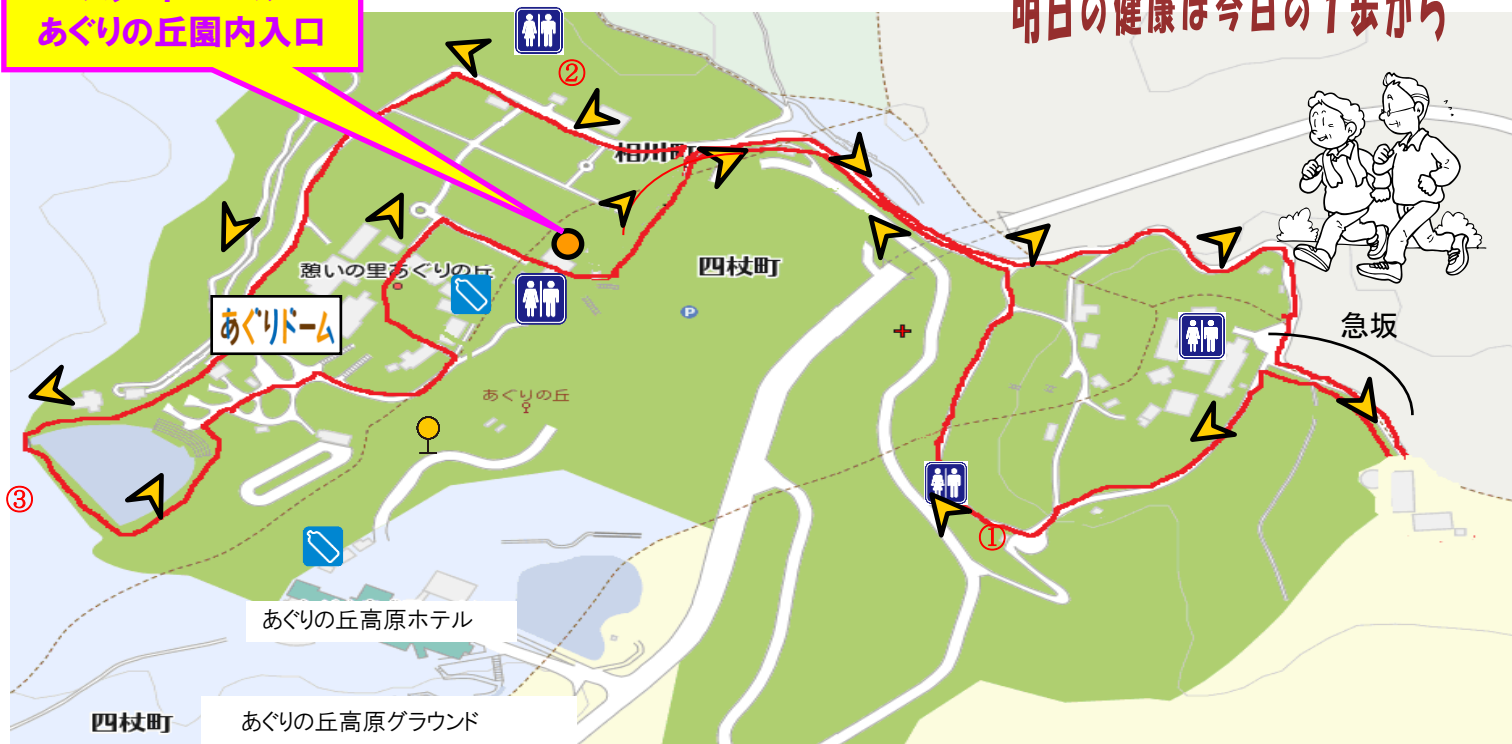 あぐりの丘園内入口
明日の健康は今日の1歩から
②
相川町
憩いの里あぐりの丘
四杖町
P
あぐりドーム
急坂
あぐりの丘
③
①
あぐりの丘高原ホテル
四杖町
あぐりの丘高原グラウンド